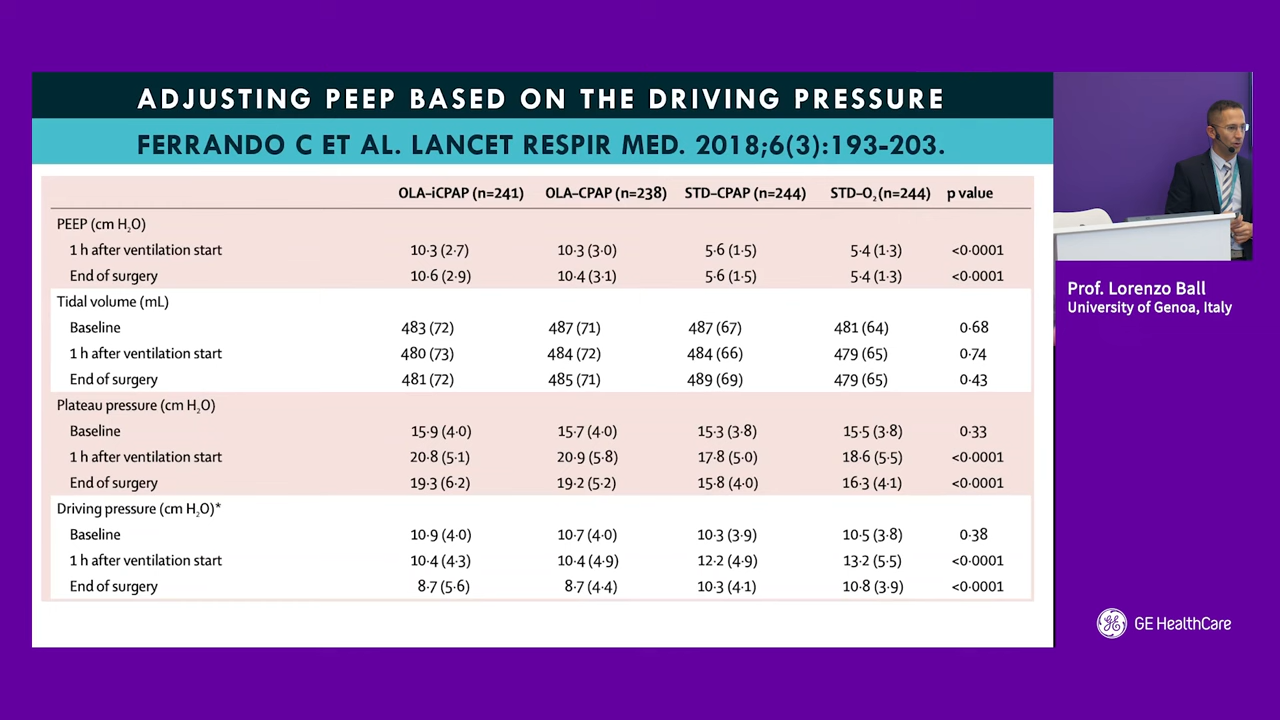 ADJUSTING PEEP BASED ON THE DRIVING PRESSURE
FERRANDO C ET AL. LANCET RESPIR MED. 2018;6(3):193-203.
OLA–iCPAP (n=241) OLA–CPAP (n=238) STD–CPAP (n=244) STD–O₂ (n=244) p value
PEEP (cm H₂O)
1 h after ventilation start 10·3 (2·7) 10·3 (3·0) 5·6 (1·5) 5·4 (1·3) <0·0001
End of surgery 10·6 (2·9) 10·4 (3·1) 5·6 (1·5) 5·4 (1·3) <0·0001
Tidal volume (mL)
Baseline 483 (72) 487 (71) 487 (67) 481 (64) 0·68
1 h after ventilation start 480 (73) 484 (72) 484 (66) 479 (65) 0·74
End of surgery 481 (72) 485 (71) 489 (69) 479 (65) 0·43
Plateau pressure (cm H₂O)
Baseline 15·9 (4·0) 15·7 (4·0) 15·3 (3·8) 15·5 (3·8) 0·33
1 h after ventilation start 20·8 (5·1) 20·9 (5·8) 17·8 (5·0) 18·6 (5·5) <0·0001
End of surgery 19·3 (6·2) 19·2 (5·2) 15·8 (4·0) 16·3 (4·1) <0·0001
Driving pressure (cm H₂O)*
Baseline 10·9 (4·0) 10·7 (4·0) 10·3 (3·9) 10·5 (3·8) 0·38
1 h after ventilation start 10·4 (4·3) 10·4 (4·9) 12·2 (4·9) 13·2 (5·5) <0·0001
End of surgery 8·7 (5·6) 8·7 (4·4) 10·3 (4·1) 10·8 (3·9) <0·0001
Prof. Lorenzo Ball
University of Genoa, Italy
GE HealthCare